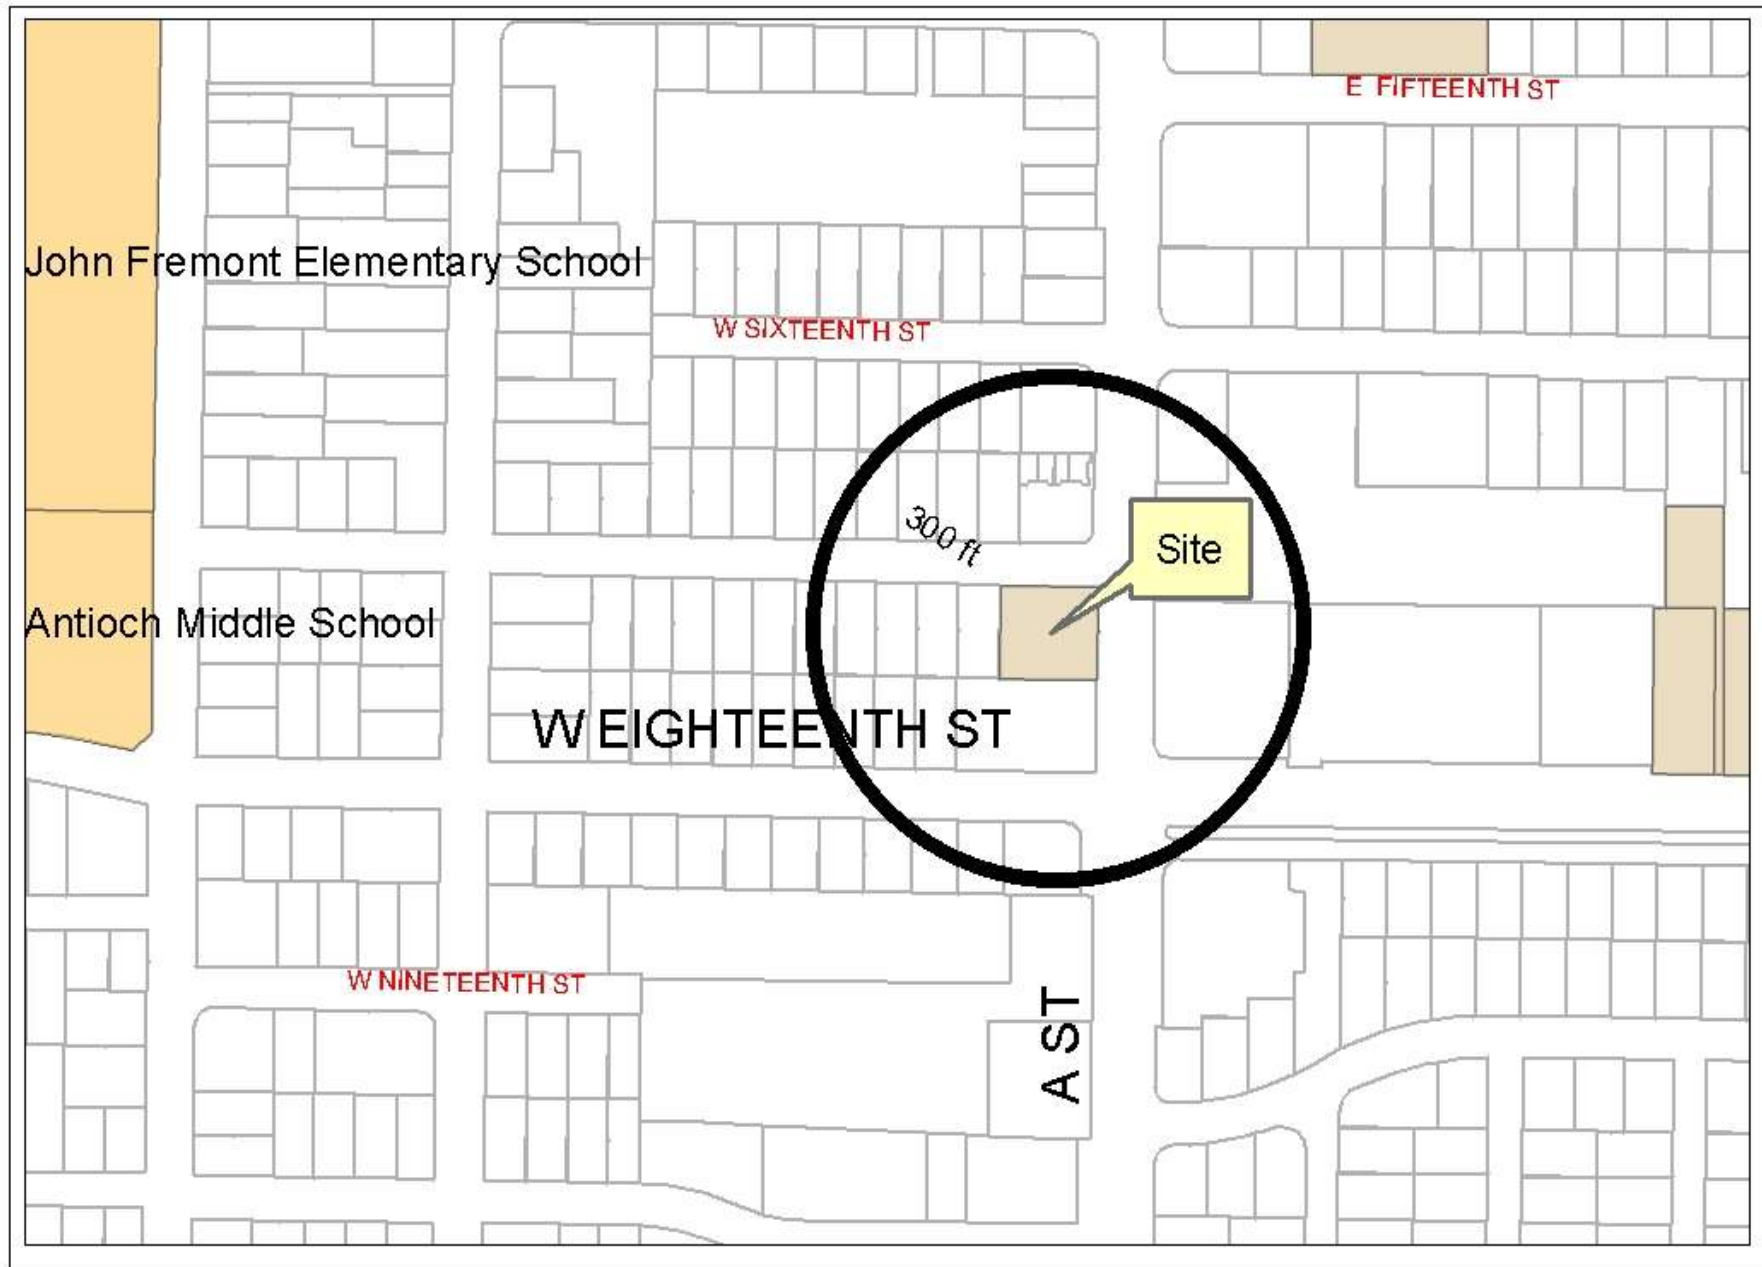 E FIFTEENTH ST
John Fremont Elementary School
W SIXTEENTH ST
300 ft
Site
Antioch Middle School
W EIGHTEENTH ST
W NINETEENTH ST
A ST